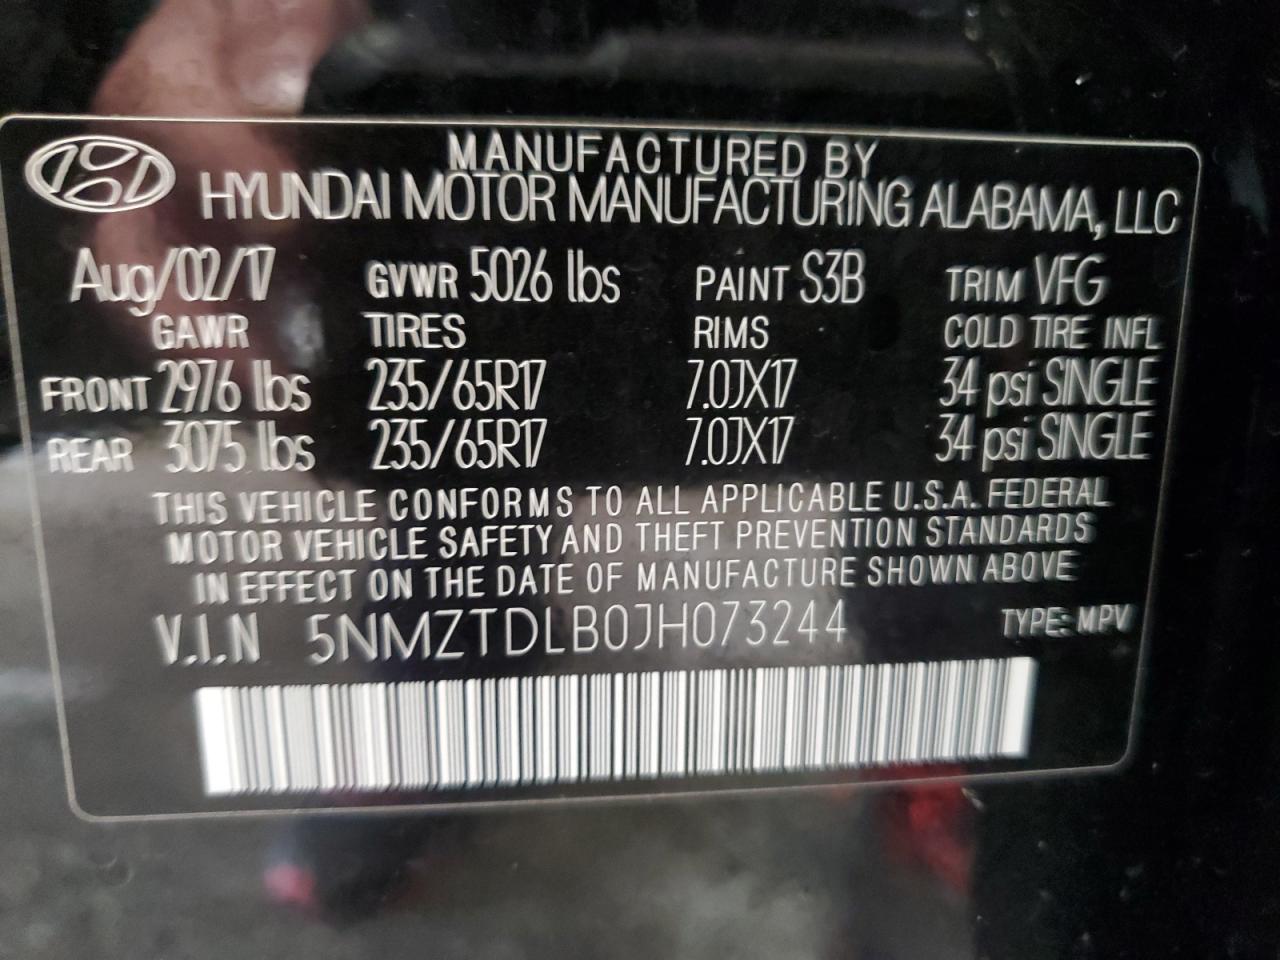 MANUFACTURED BY
HYUNDAI MOTOR MANUFACTURING ALABAMA, LLC
Aug/02/17 GVWR 5026 lbs PAINT S3B TRIM VFG
GAWR TIRES RIMS COLD TIRE INFL
FRONT 2976 lbs 235/65R17 7.0JX17 34 psi SINGLE
REAR 3075 lbs 235/65R17 7.0JX17 34 psi SINGLE
THIS VEHICLE CONFORMS TO ALL APPLICABLE U.S.A. FEDERAL
MOTOR VEHICLE SAFETY AND THEFT PREVENTION STANDARDS
IN EFFECT ON THE DATE OF MANUFACTURE SHOWN ABOVE
V.I.N 5NMZTDLB0JH073244 TYPE: MPV